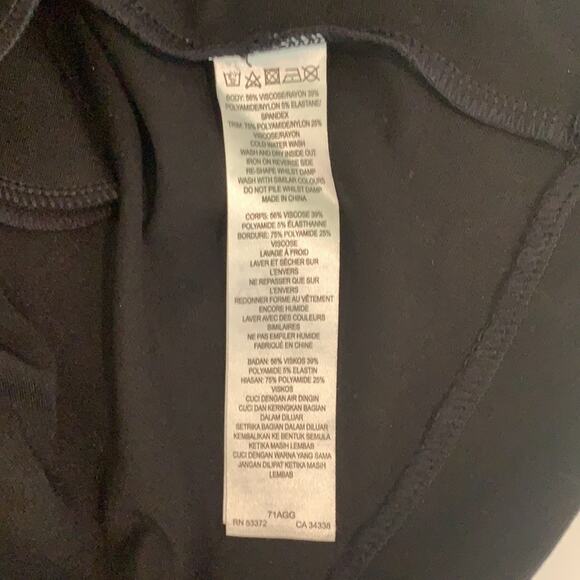 BODY: 56% VISCOSE/RAYON 39%
POLYAMIDE/NYLON 5% ELASTANE/
SPANDEX
TRIM: 75% POLYAMIDE/NYLON 25%
VISCOSE/RAYON
COLD WATER WASH
WASH AND DRY INSIDE OUT
IRON ON REVERSE SIDE
RE-SHAPE WHILST DAMP
WASH WITH SIMILAR COLOURS
DO NOT PILE WHILST DAMP
MADE IN CHINA
CORPS: 56% VISCOSE 39%
POLYAMIDE 5% ÉLASTHANNE
BORDURE: 75% POLYAMIDE 25%
VISCOSE
LAVAGE À FROID
LAVER ET SÉCHER SUR
L'ENVERS
NE REPASSER QUE SUR
L'ENVERS
REDONNER FORME AU VÊTEMENT
ENCORE HUMIDE
LAVER AVEC DES COULEURS
SIMILAIRES
NE PAS EMPILER HUMIDE
FABRIQUÉ EN CHINE
BADAN: 56% VISKOS 39%
POLYAMIDE 5% ELASTIN
HIASAN: 75% POLYAMIDE 25%
VISKOS
CUCI DENGAN AIR DINGIN
CUCI DAN KERINGKAN BAGIAN
DALAM DILUAR
SETRIKA BAGIAN DALAM DILUAR
KEMBALIKAN KE BENTUK SEMULA
KETIKA MASIH LEMBAB
CUCI DENGAN WARNA YANG SAMA
JANGAN DILIPAT KETIKA MASIH
LEMBAB
71AGG
RN 53372 CA 34338